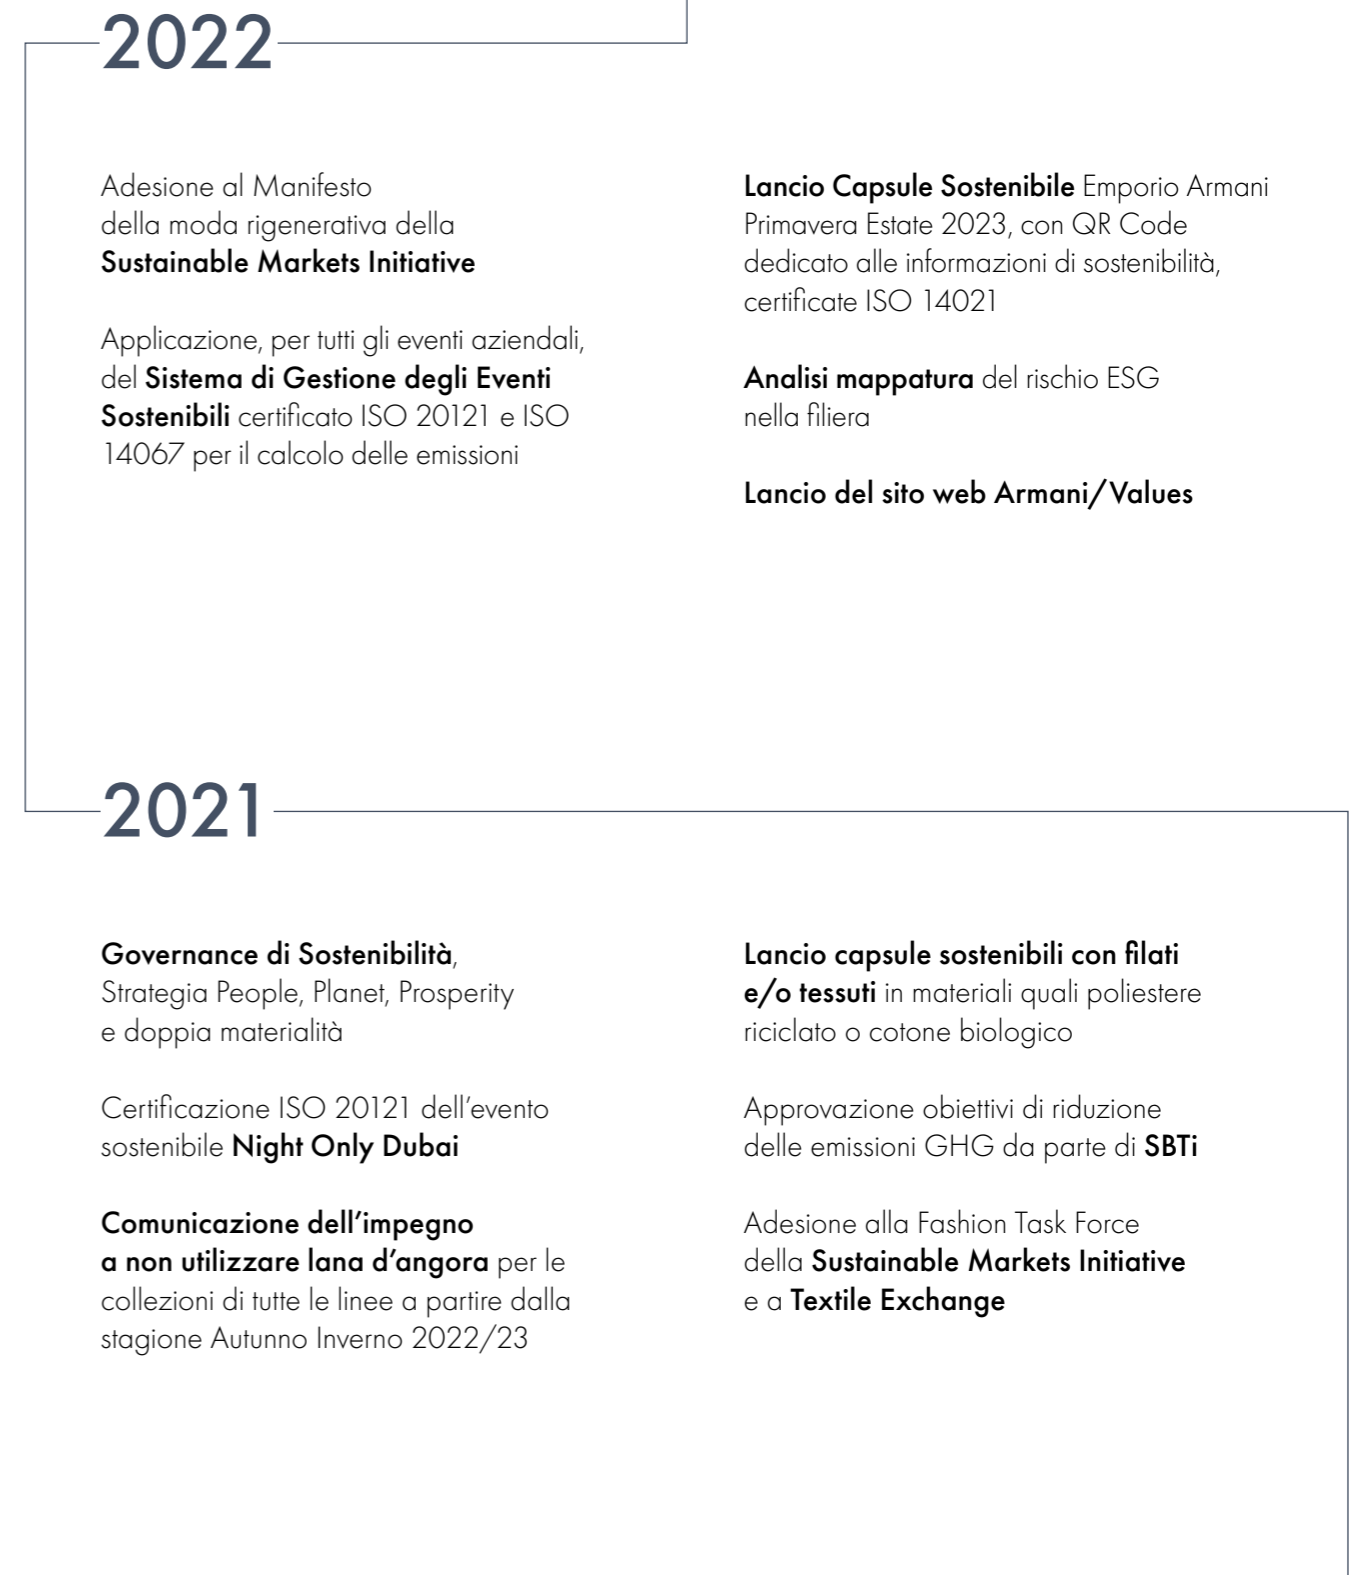 2022
Adesione al Manifesto
della moda rigenerativa della
Sustainable Markets Initiative
Applicazione, per tutti gli eventi aziendali,
del Sistema di Gestione degli Eventi
Sostenibili certificato ISO 20121 e ISO
14067 per il calcolo delle emissioni
Lancio Capsule Sostenibile Emporio Armani
Primavera Estate 2023, con QR Code
dedicato alle informazioni di sostenibilità,
certificate ISO 14021
Analisi mappatura del rischio ESG
nella filiera
Lancio del sito web Armani/Values
2021
Governance di Sostenibilità,
Strategia People, Planet, Prosperity
e doppia materialità
Certificazione ISO 20121 dell'evento
sostenibile Night Only Dubai
Comunicazione dell'impegno
a non utilizzare lana d'angora per le
collezioni di tutte le linee a partire dalla
stagione Autunno Inverno 2022/23
Lancio capsule sostenibili con filati
e/o tessuti in materiali quali poliestere
riciclato o cotone biologico
Approvazione obiettivi di riduzione
delle emissioni GHG da parte di SBTi
Adesione alla Fashion Task Force
della Sustainable Markets Initiative
e a Textile Exchange